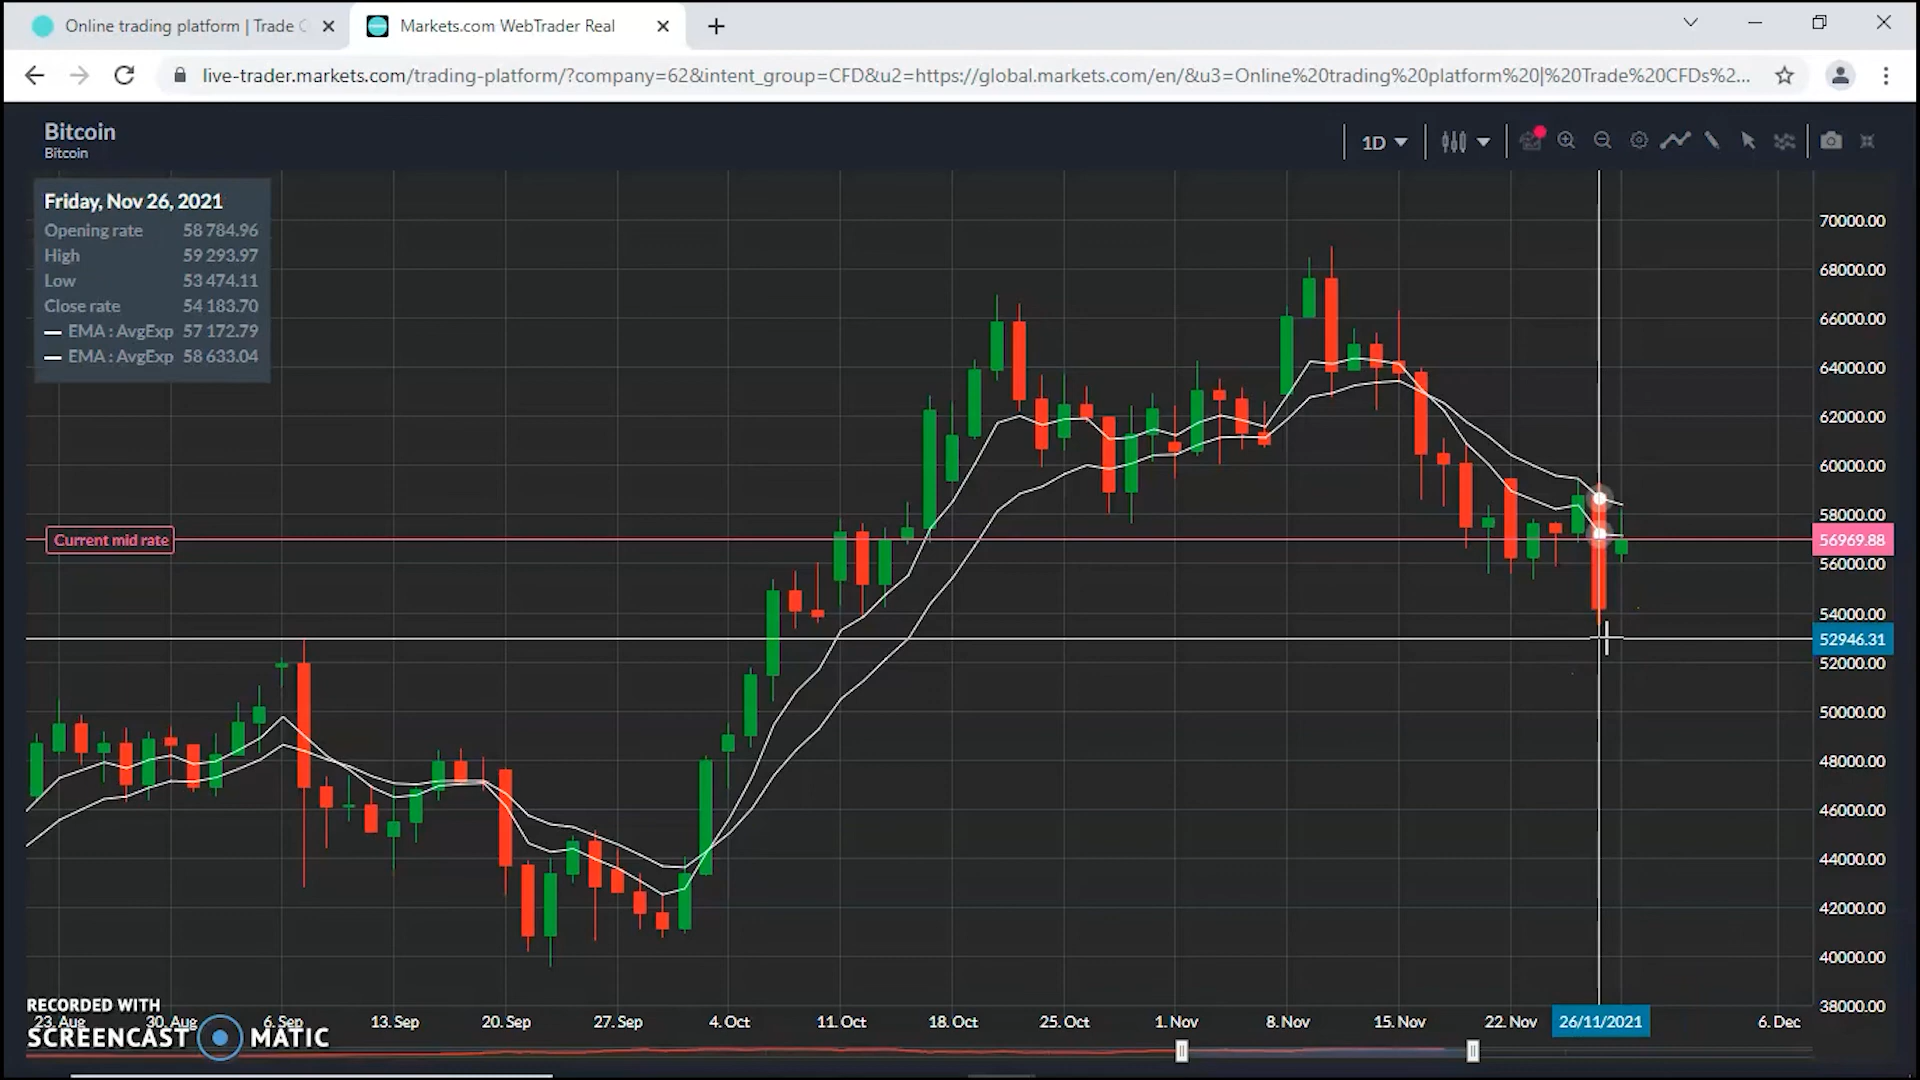 Online trading platform | Trade C
Markets.com WebTrader Real
live-trader.markets.com/trading-platform/?company=62&intent_group=CFD&u2=https://global.markets.com/en/&u3=Online%20trading%20platform%20|%20Trade%20CFDs%2...
Bitcoin
Bitcoin
1D
Friday, Nov 26, 2021
Opening rate 58 784.96
High 59 293.97
Low 53 474.11
Close rate 54 183.70
EMA : AvgExp 57 172.79
EMA : AvgExp 58 633.04
70000.00
68000.00
66000.00
64000.00
62000.00
60000.00
58000.00
Current mid rate 56969.88
56000.00
54000.00
52946.31
52000.00
50000.00
48000.00
46000.00
44000.00
42000.00
40000.00
38000.00
23. Aug 30. Aug 6. Sep 13. Sep 20. Sep 27. Sep 4. Oct 11. Oct 18. Oct 25. Oct 1. Nov 8. Nov 15. Nov 22. Nov 26/11/2021 6. Dec
RECORDED WITH
SCREENCAST MATIC